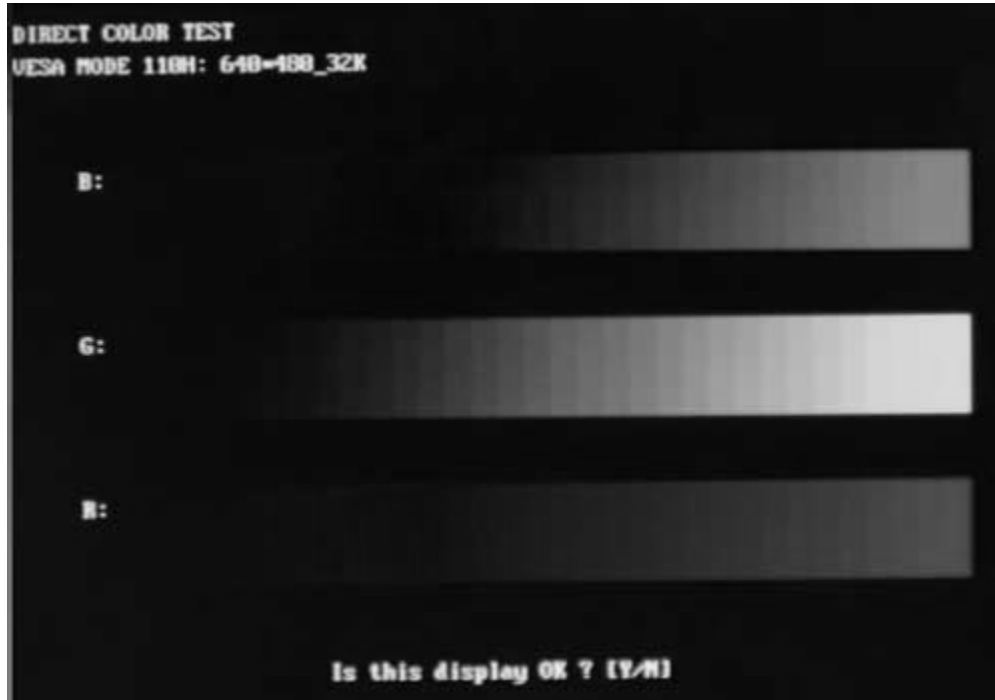 DIRECT COLOR TEST
VESA MODE 110H: 640*480_32K
B:
G:
R:
Is this display OK ? [Y/N]